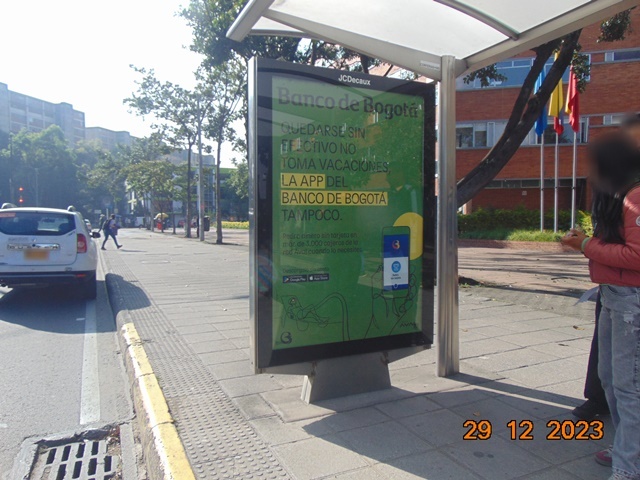 JCDecaux
Banco de Bogotá
QUEDARSE SIN
EFECTIVO NO
TOMA VACACIONES,
LA APP DEL
BANCO DE BOGOTÁ
TAMPOCO.
29 12 2023